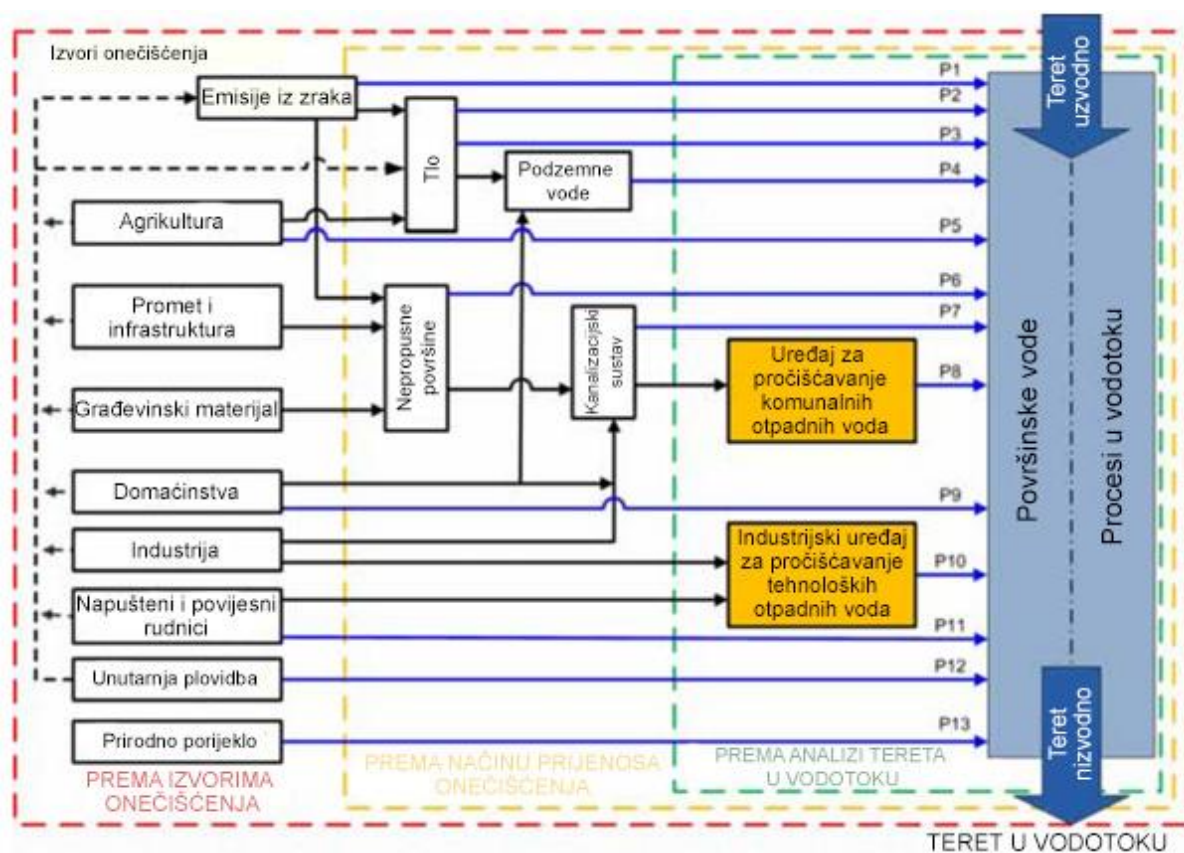 Izvori onečišćenja
Emisije iz zraka
Agrikultura
Promet i
infrastruktura
Građevinski materijal
Domaćinstva
Industrija
Napušteni i povijesni
rudnici
Unutarnja plovidba
Prirodno porijeklo
PREMA IZVORIMA
ONEČIŠĆENJA
Tlo
Nepropusne
površine
Podzemne
vode
Kanalizacijski
sustav
PREMA NAČINU PRIJENOSA
ONEČIŠĆENJA
Uređaj za
pročišćavanje
komunalnih
otpadnih voda
Industrijski uređaj
za pročišćavanje
tehnoloških
otpadnih voda
PREMA ANALIZI TERETA
U VODOTOKU
P1
P2
P3
P4
P5
P6
P7
P8
P9
P10
P11
P12
P13
Teret
uzvodno
Površinske vode
Procesi u vodotoku
Teret
nizvodno
TERET U VODOTOKU